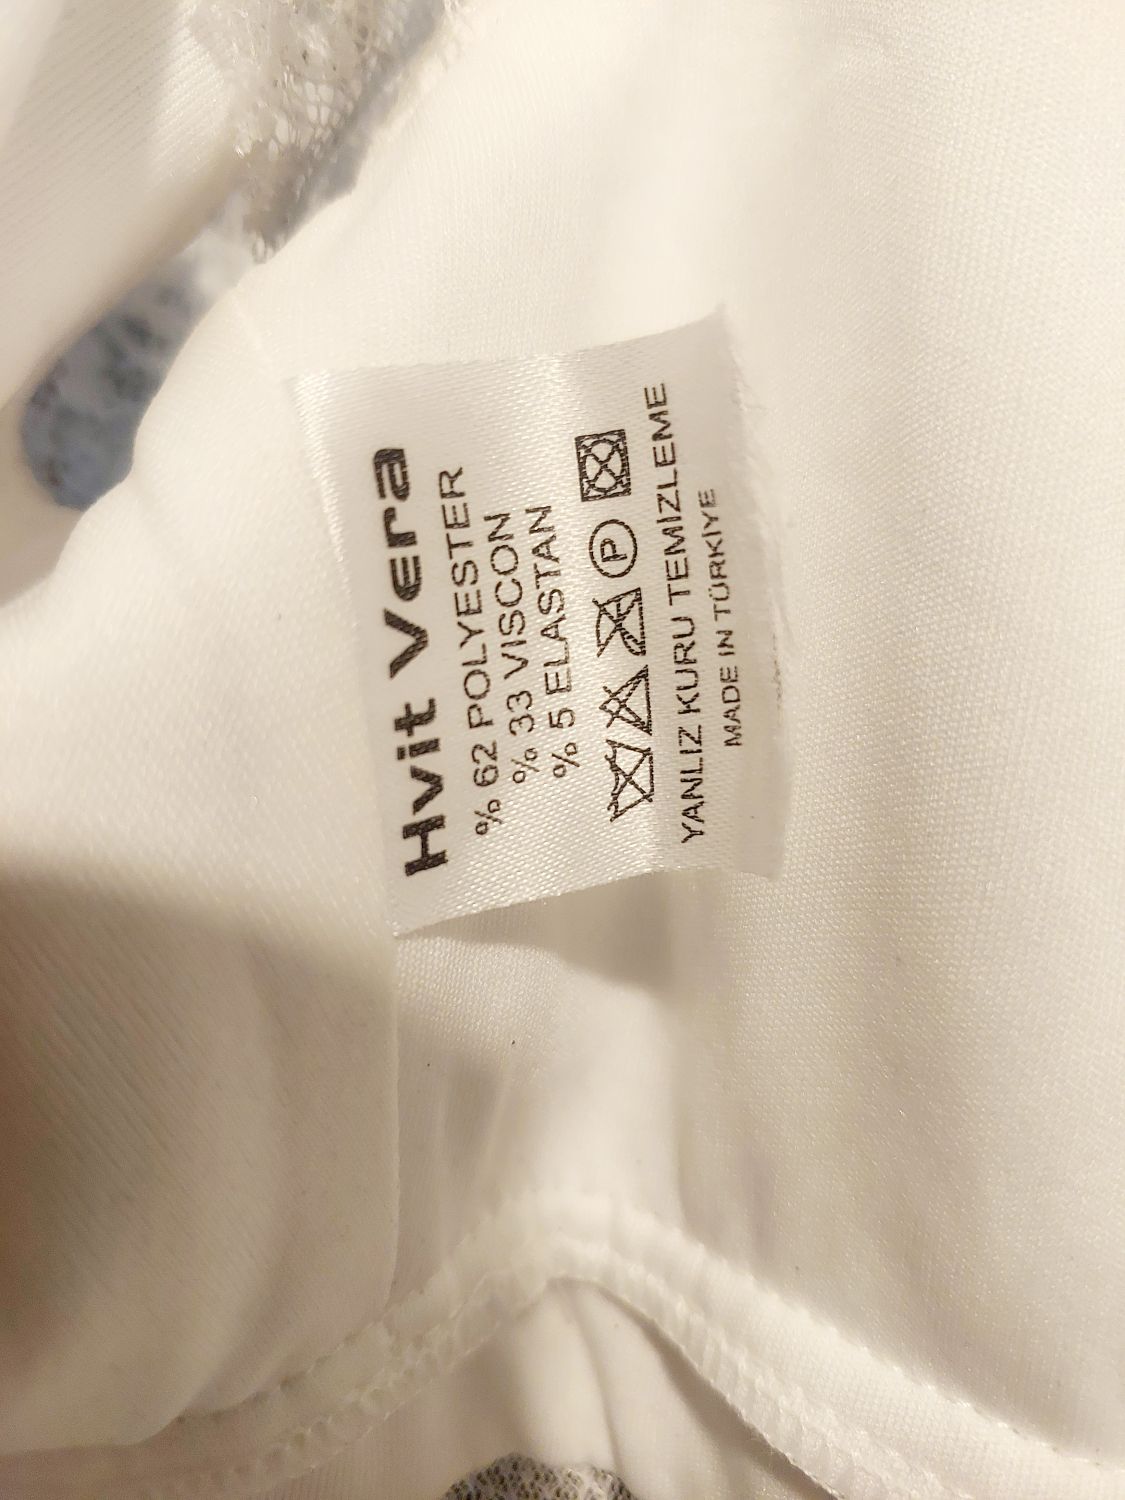 Hvit Vera
% 62 POLYESTER
% 33 VISCON
% 5 ELASTAN
P
YANLIZ KURU TEMİZLEME
MADE IN TÜRKİYE